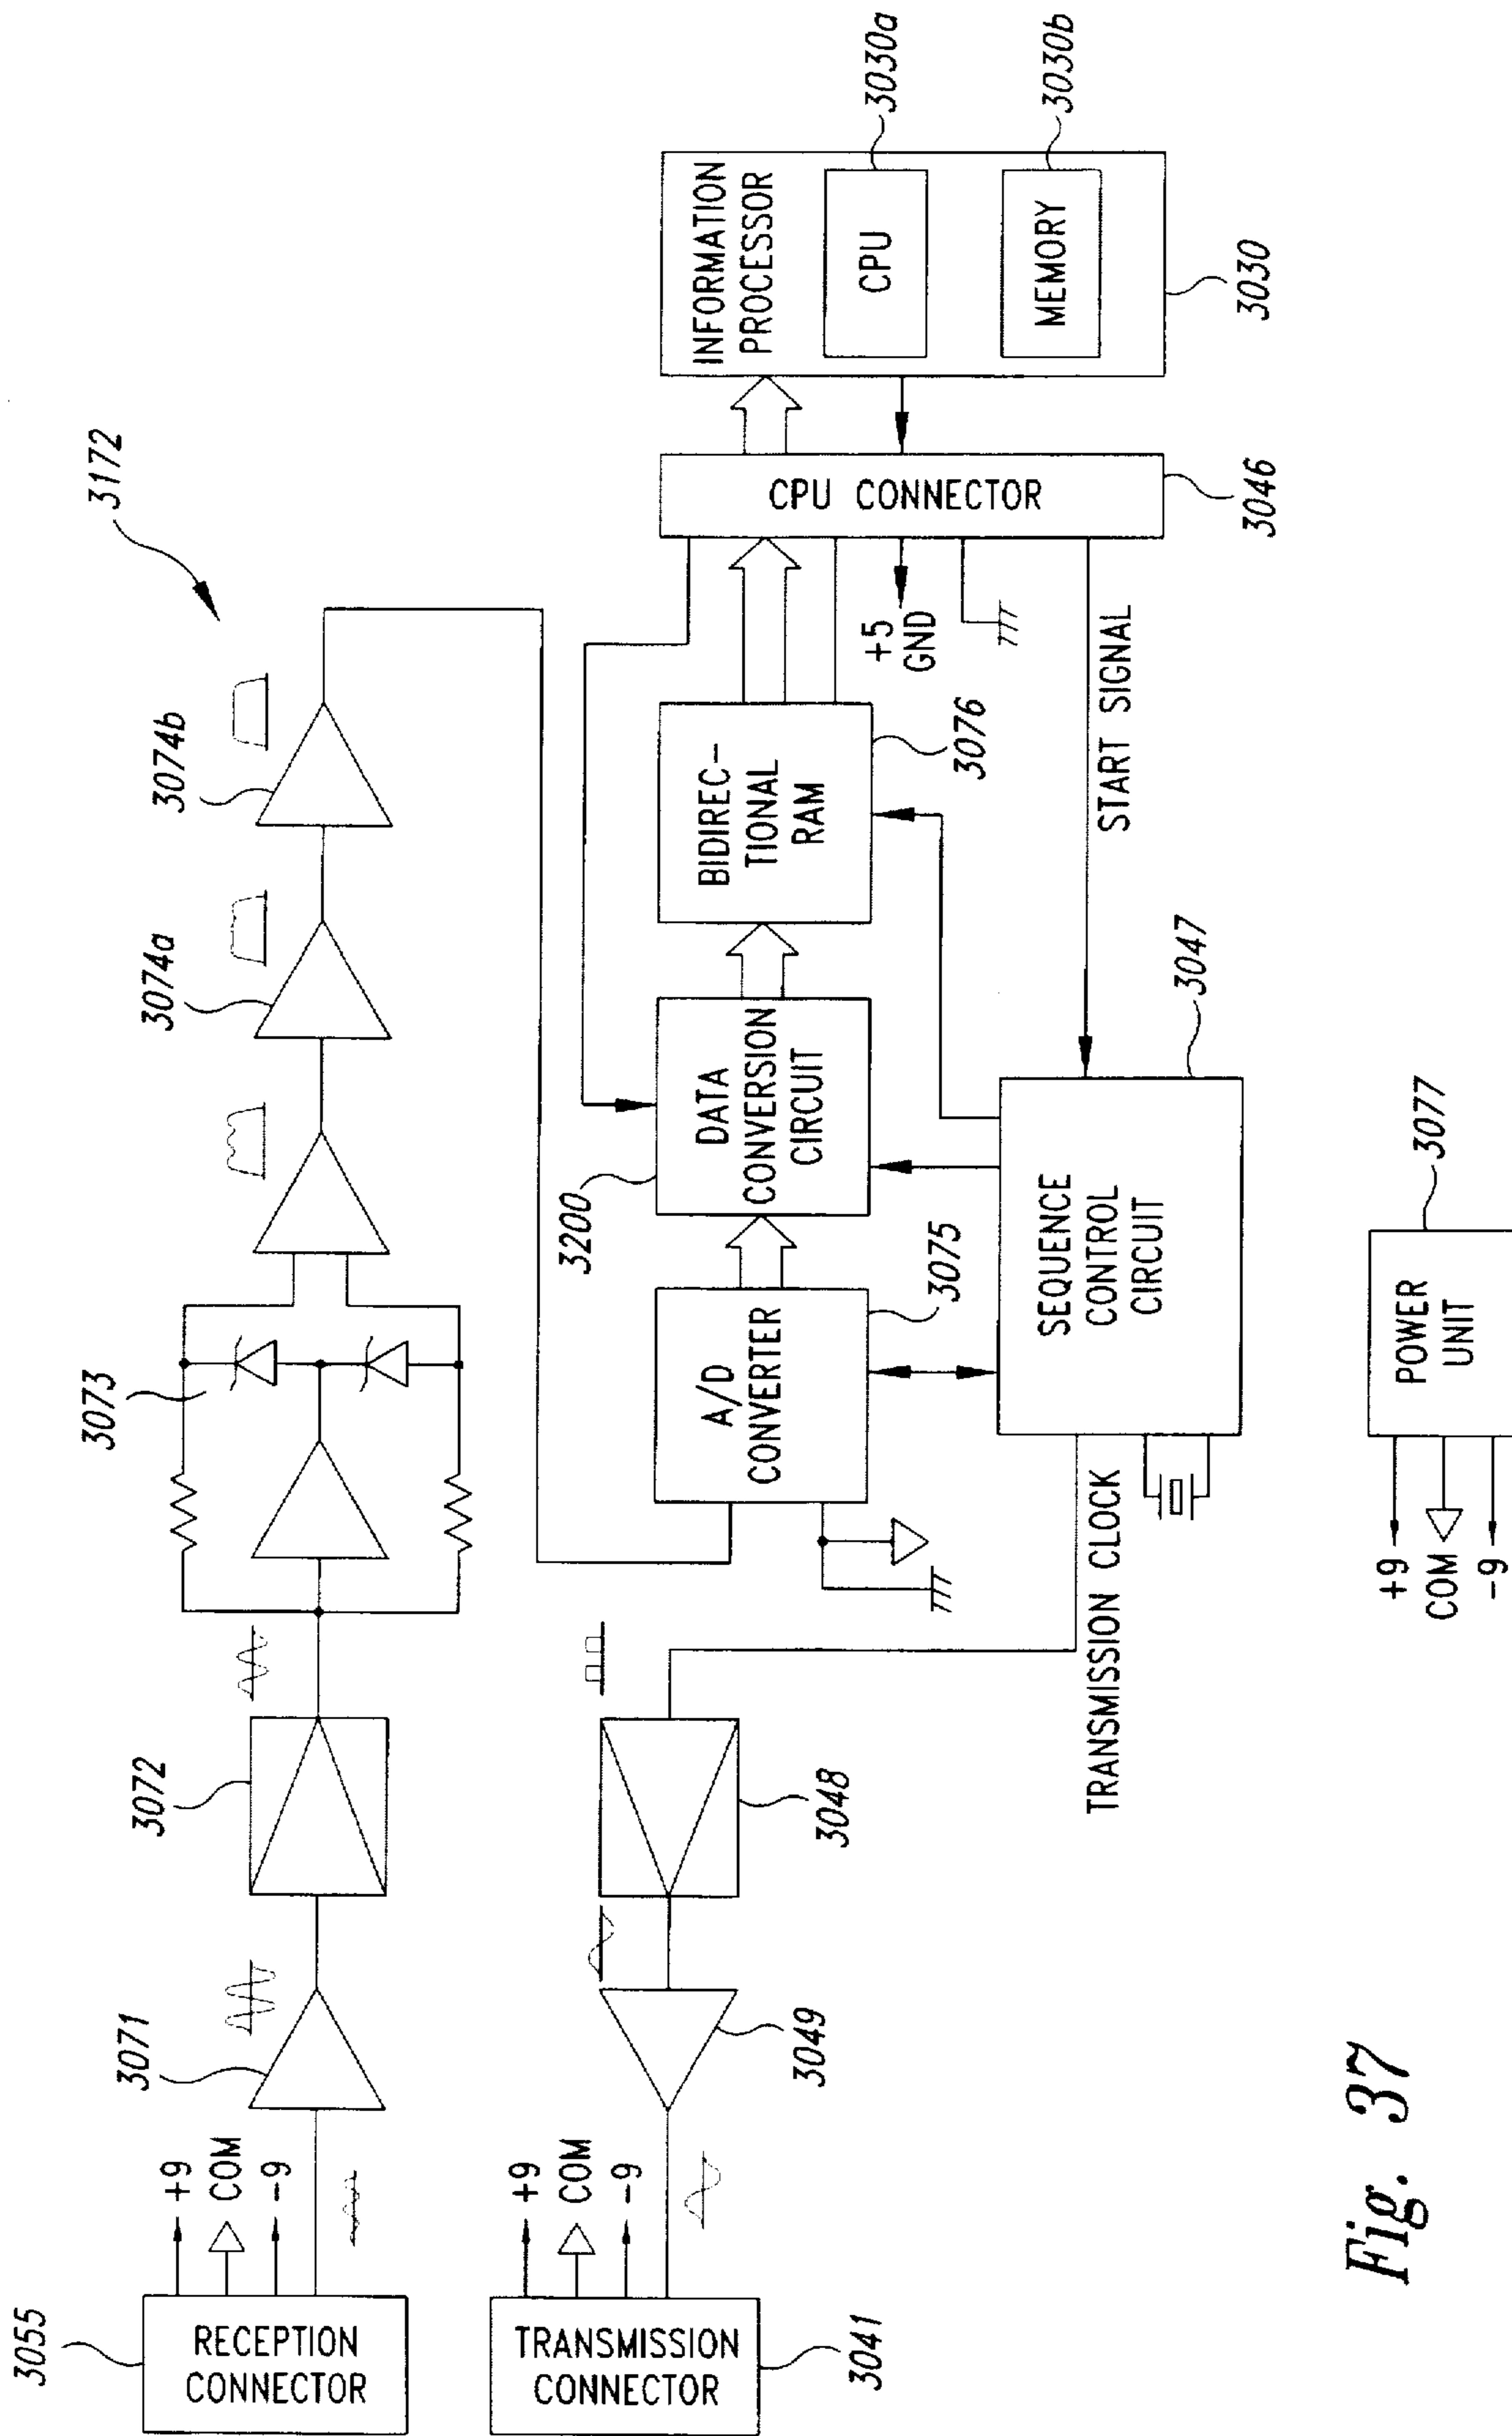 3172
3055
RECEPTION
CONNECTOR
+9
COM
-9
3071
3072
3073
3074a
3074b
3041
TRANSMISSION
CONNECTOR
+9
COM
-9
3049
3048
TRANSMISSION CLOCK
A/D
CONVERTER
3075
3200
DATA
CONVERSION
CIRCUIT
BIDIREC-
TIONAL
RAM
3076
+5
GND
CPU CONNECTOR
3046
INFORMATION
PROCESSOR
CPU
MEMORY
3030a
3030b
3030
START SIGNAL
SEQUENCE
CONTROL
CIRCUIT
3047
+9
COM
-9
POWER
UNIT
3077
Fig. 37